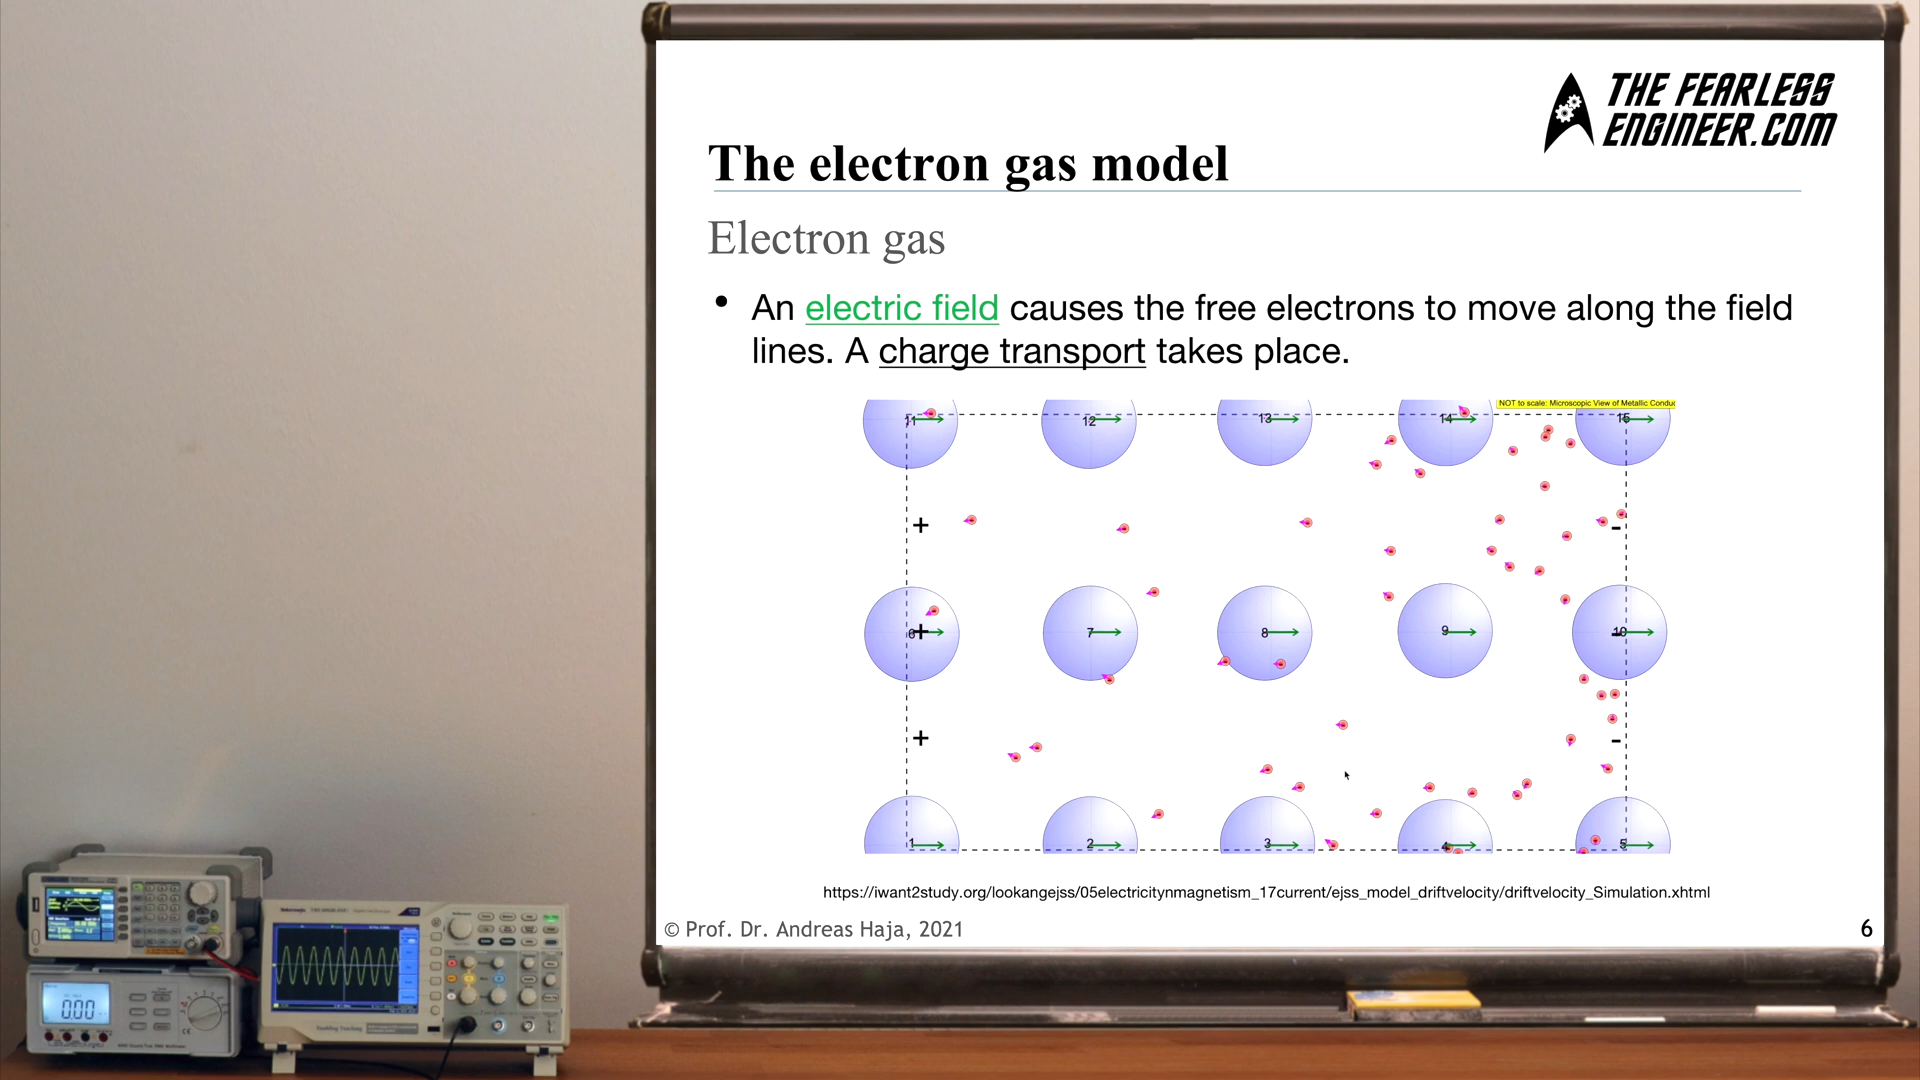 THE FEARLESS
ENGINEER.COM
The electron gas model
Electron gas
• An electric field causes the free electrons to move along the field
lines. A charge transport takes place.
NOT to scale: Microscopic View of Metallic Conduc
11 12 13 14 15
+ -
6 + 7 8 9 10 -
+ -
1 2 3 4 5
https://iwant2study.org/lookangejss/05electricitynmagnetism_17current/ejss_model_driftvelocity/driftvelocity_Simulation.xhtml
© Prof. Dr. Andreas Haja, 2021
6
0.00
Tektronix